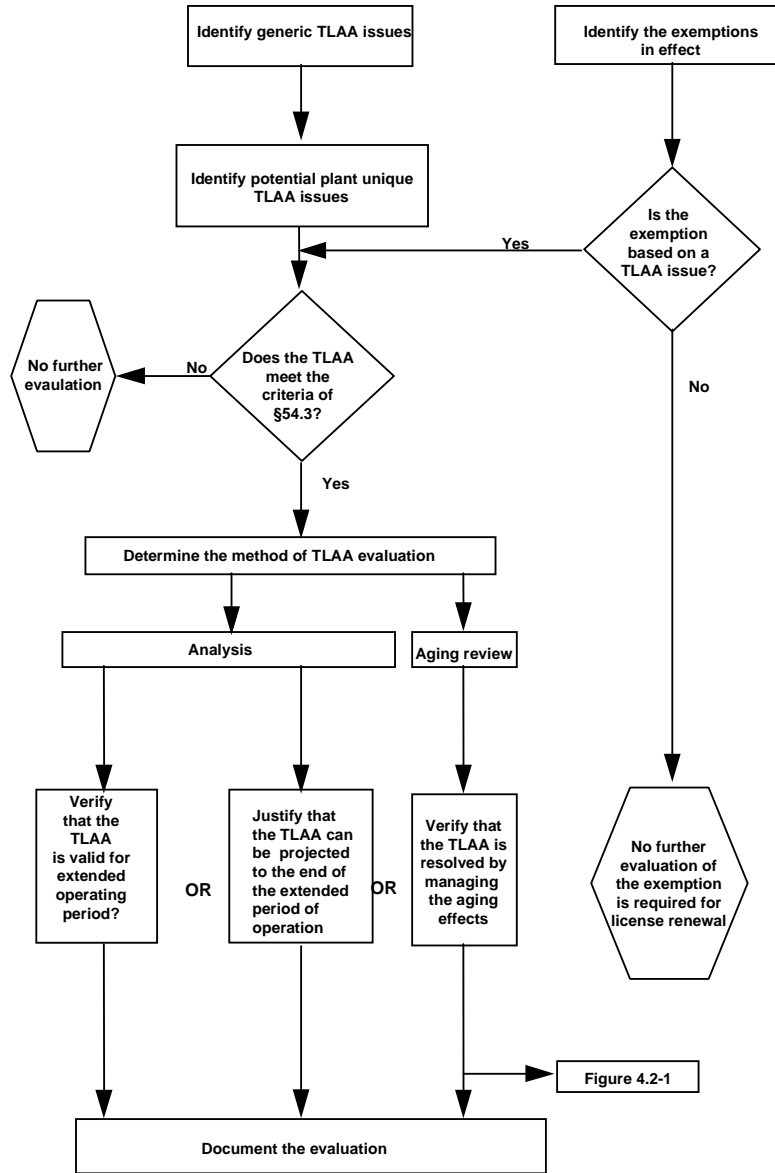 Identify generic TLAA issues
Identify the exemptions
in effect
Identify potential plant unique
TLAA issues
Is the
exemption
based on a
TLAA issue?
Yes
No further
evaulation
No
Does the TLAA
meet the
criteria of
§54.3?
No
Yes
Determine the method of TLAA evaluation
Analysis
Aging review
Verify
that the
TLAA
is valid for
extended
operating
period?
OR
Justify that
the TLAA can
be projected
to the end of
the extended
period of
operation
OR
Verify that
the TLAA is
resolved by
managing
the aging
effects
No further
evaluation of
the exemption
is required for
license renewal
Figure 4.2-1
Document the evaluation